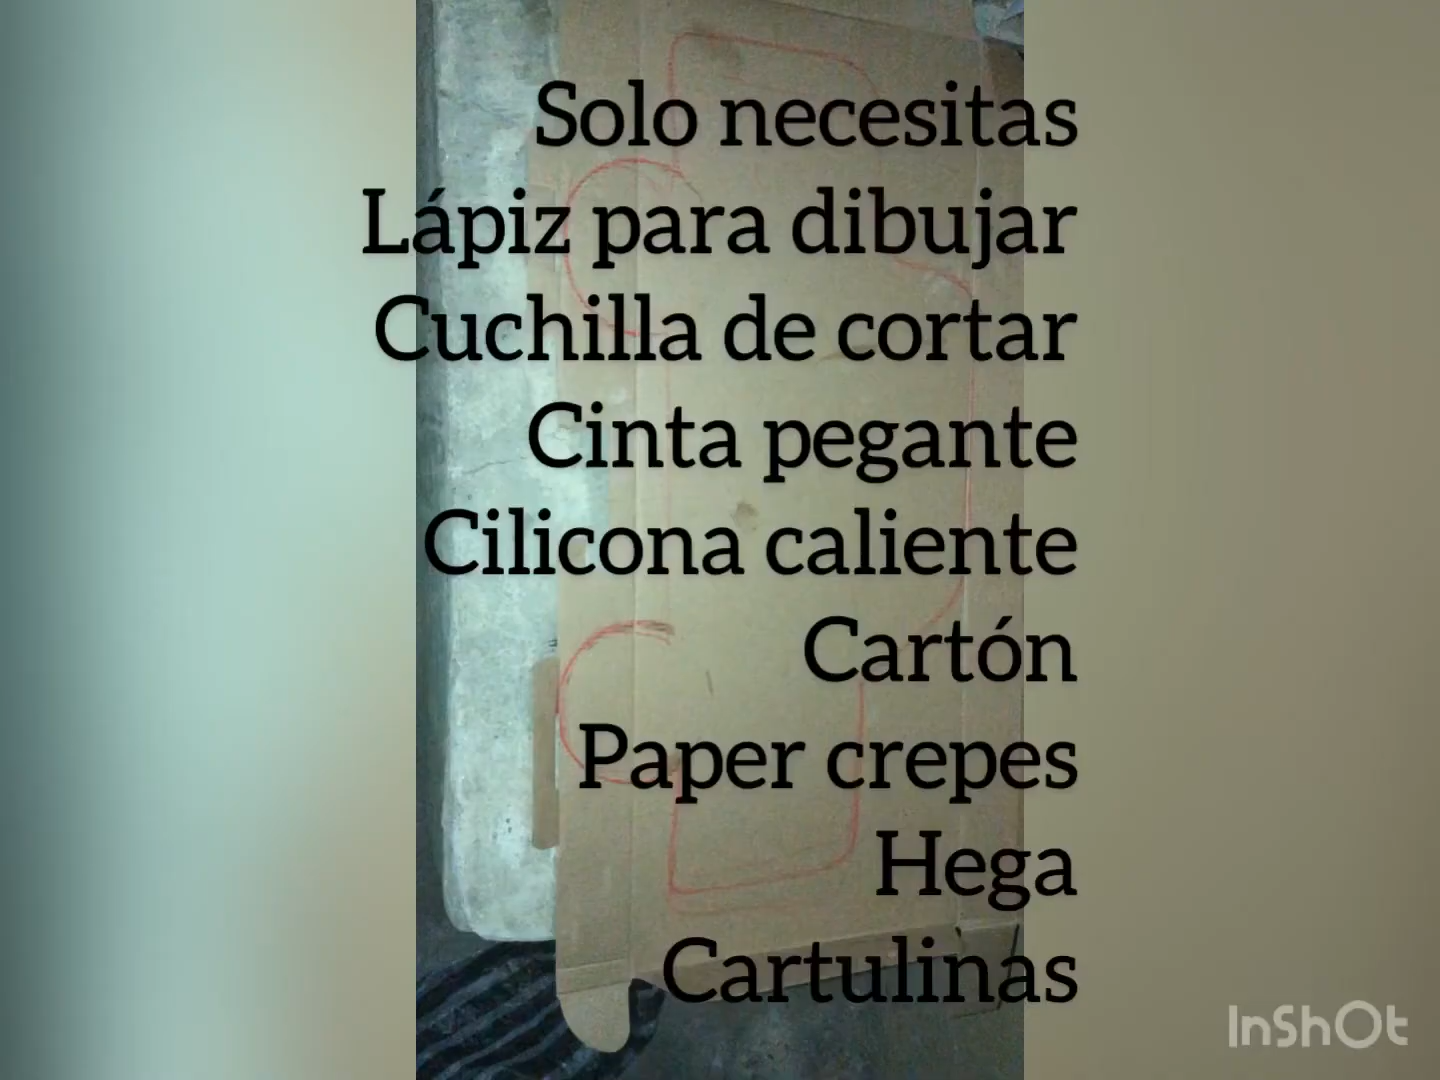 Solo necesitas
Lápiz para dibujar
Cuchilla de cortar
Cinta pegante
Cilicona caliente
Cartón
Paper crepes
Hega
Cartulinas
InShOt